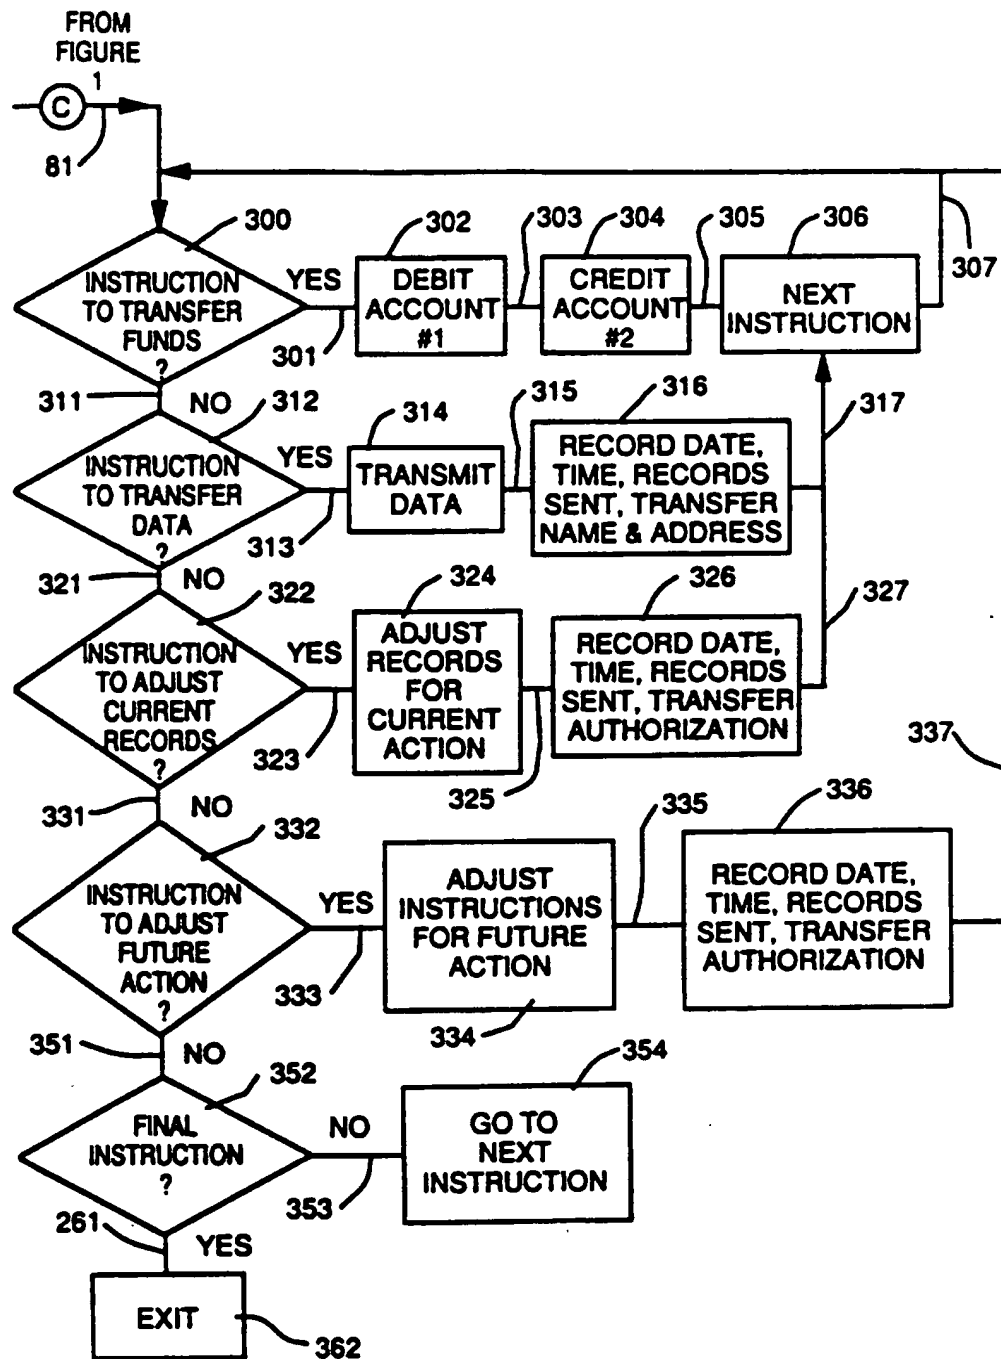 FROM
FIGURE
1
C
81
300
INSTRUCTION
TO TRANSFER
FUNDS
?
YES
301
302
DEBIT
ACCOUNT
#1
303
304
CREDIT
ACCOUNT
#2
305
306
NEXT
INSTRUCTION
307
311
NO
312
INSTRUCTION
TO TRANSFER
DATA
?
YES
313
314
TRANSMIT
DATA
315
316
RECORD DATE,
TIME, RECORDS
SENT, TRANSFER
NAME & ADDRESS
317
321
NO
322
INSTRUCTION
TO ADJUST
CURRENT
RECORDS
?
YES
323
324
ADJUST
RECORDS
FOR
CURRENT
ACTION
325
326
RECORD DATE,
TIME, RECORDS
SENT, TRANSFER
AUTHORIZATION
327
331
NO
332
INSTRUCTION
TO ADJUST
FUTURE
ACTION
?
YES
333
ADJUST
INSTRUCTIONS
FOR FUTURE
ACTION
334
335
336
RECORD DATE,
TIME, RECORDS
SENT, TRANSFER
AUTHORIZATION
337
351
NO
352
FINAL
INSTRUCTION
?
NO
353
354
GO TO
NEXT
INSTRUCTION
261
YES
EXIT
362